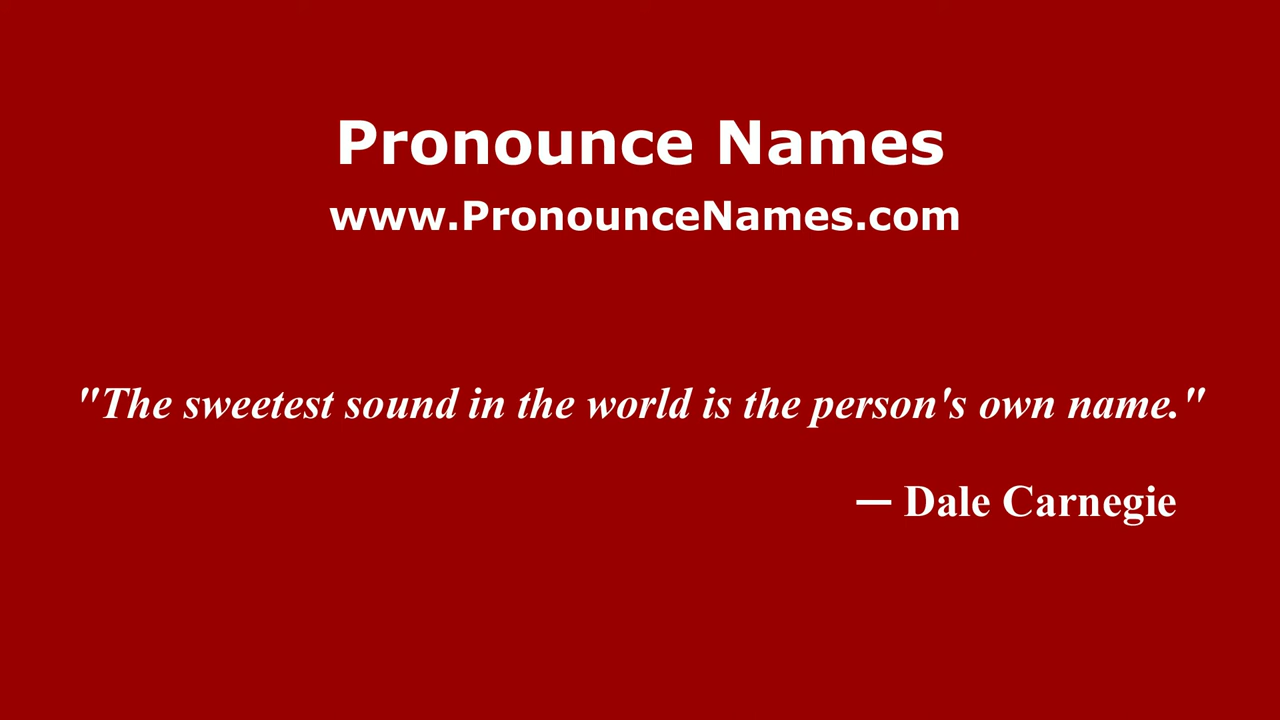 Pronounce Names
www.PronounceNames.com
"The sweetest sound in the world is the person's own name."
— Dale Carnegie